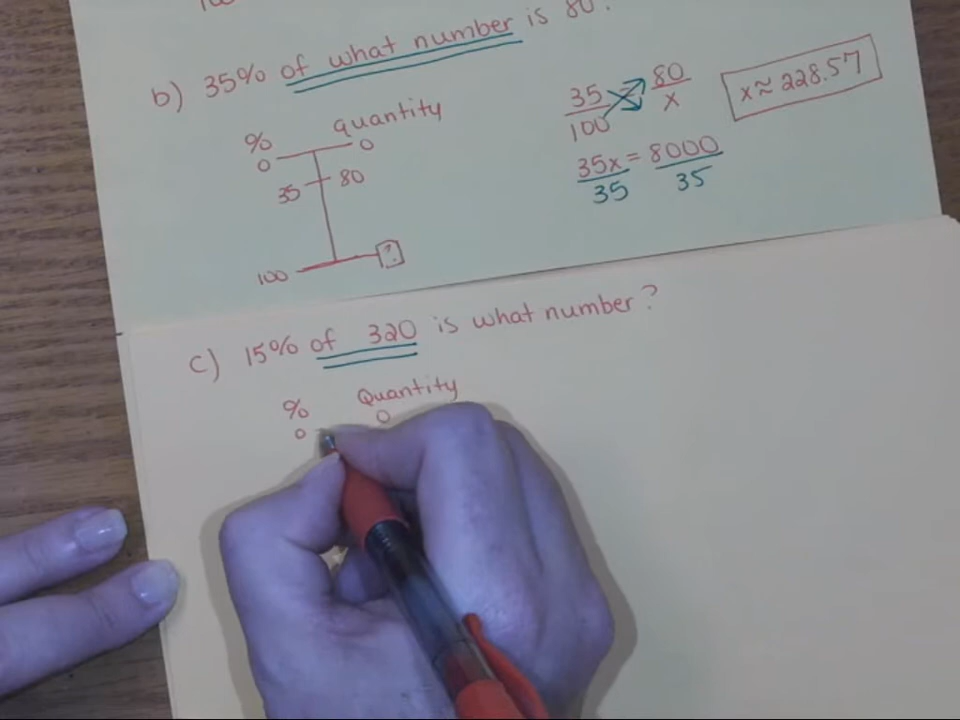 is 80?
b) 35% of what number
% quantity
0 0
35 80
100 ?
35/100 = 80/x
35x/35 = 8000/35
x≈228.57
c) 15% of 320 is what number?
% Quantity
0 0